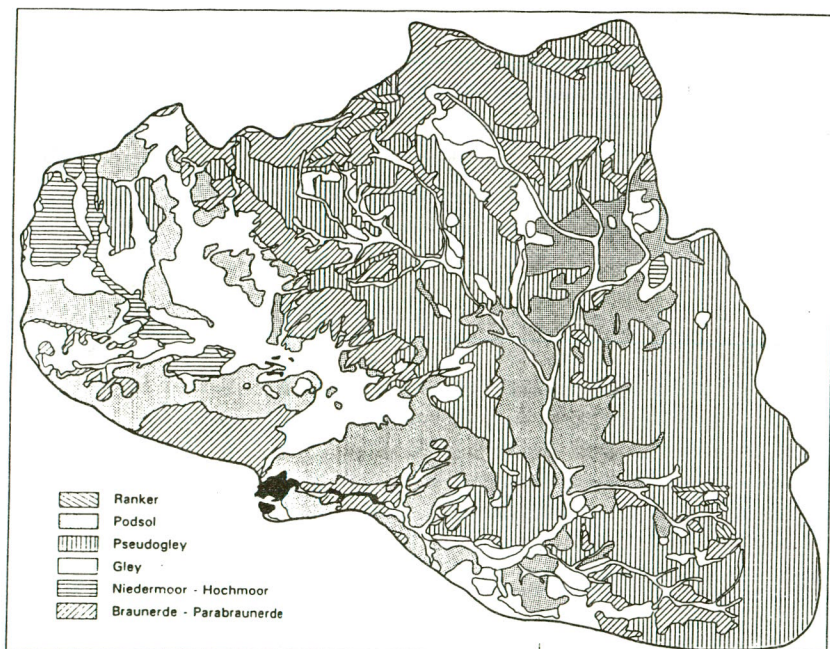 Ranker
Podsol
Pseudogley
Gley
Niedermoor - Hochmoor
Braunerde - Parabraunerde